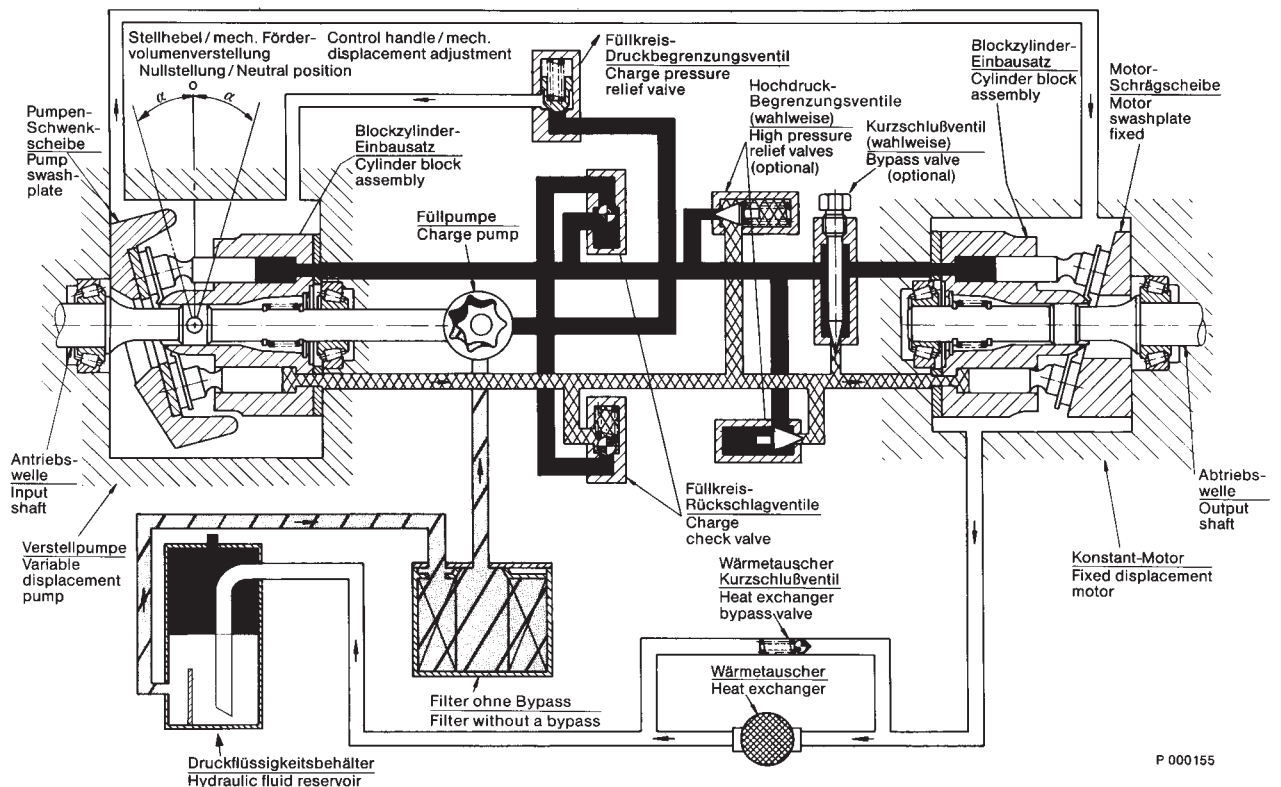 Stellhebel / mech. Förder-
volumenverstellung
Nullstellung / Neutral position
Control handle / mech.
displacement adjustment
0
α
α
Pumpen-
Schwenk-
scheibe
Pump
swash-
plate
Blockzylinder-
Einbausatz
Cylinder block
assembly
Füllkreis-
Druckbegrenzungsventil
Charge pressure
relief valve
Füllpumpe
Charge pump
Hochdruck-
Begrenzungsventile
(wahlweise)
High pressure
relief valves
(optional)
Kurzschlußventil
(wahlweise)
Bypass valve
(optional)
Blockzylinder-
Einbausatz
Cylinder block
assembly
Motor-
Schrägscheibe
Motor
swashplate
fixed
Antriebs-
welle
Input
shaft
Verstellpumpe
Variable
displacement
pump
Füllkreis-
Rückschlagventile
Charge
check valve
Abtriebs-
welle
Output
shaft
Konstant-Motor
Fixed displacement
motor
Wärmetauscher
Kurzschlußventil
Heat exchanger
bypass valve
Wärmetauscher
Heat exchanger
Filter ohne Bypass
Filter without a bypass
Druckflüssigkeitsbehälter
Hydraulic fluid reservoir
P 000155